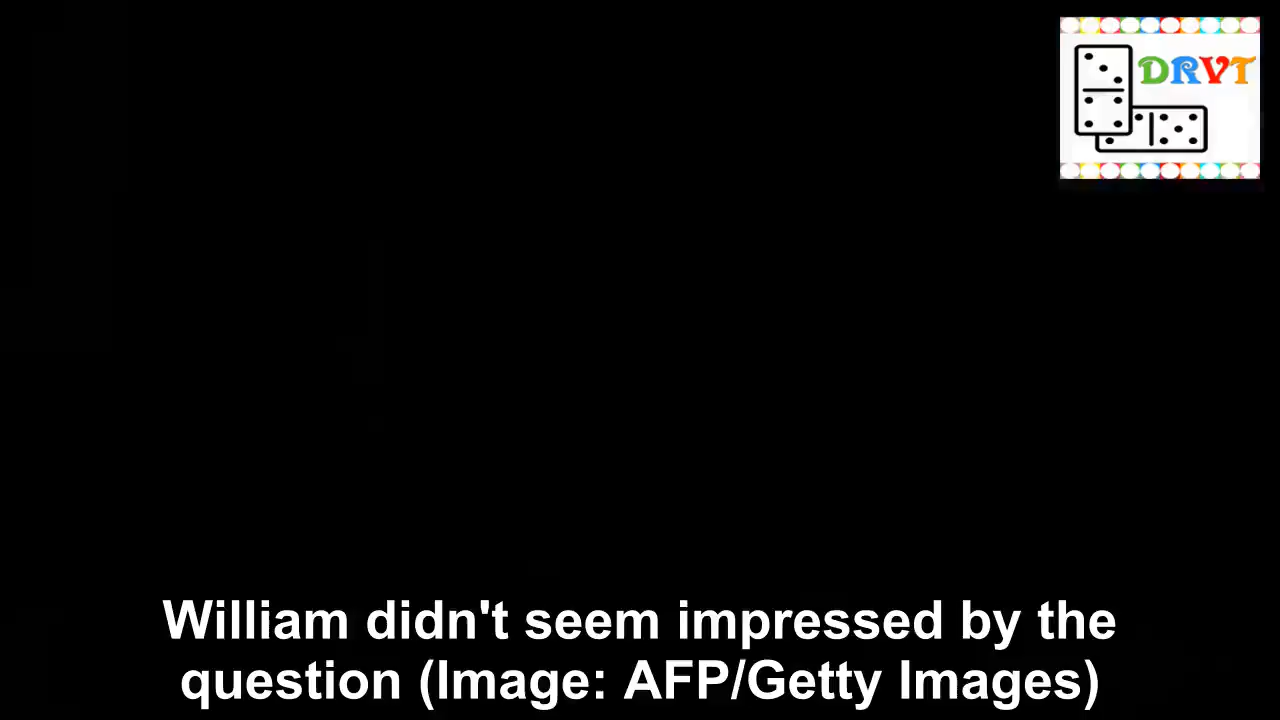 DRVT
William didn't seem impressed by the
question (Image: AFP/Getty Images)